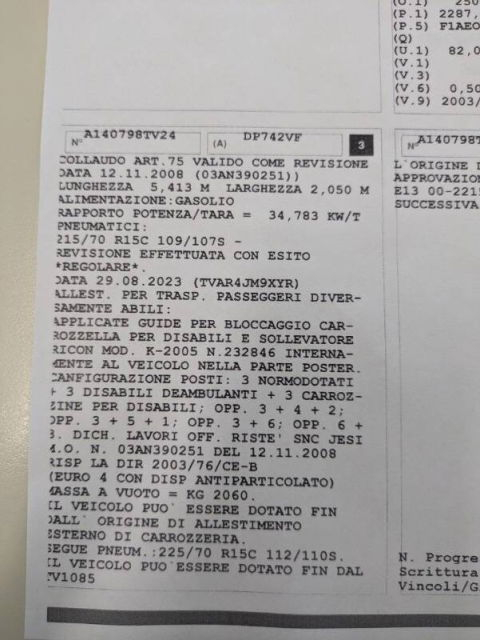 (O.1) 250
(P.1) 2287,
(P.5) F1AEO
(Q)
(U.1) 82,0
(V.1)
(V.3)
(V.6) 0,50
(V.9) 2003/
N° A140798TV24 (A) DP742VF 3
COLLAUDO ART.75 VALIDO COME REVISIONE
DATA 12.11.2008 (03AN390251))
LUNGHEZZA 5,413 M LARGHEZZA 2,050 M
ALIMENTAZIONE:GASOLIO
RAPPORTO POTENZA/TARA = 34,783 KW/T
PNEUMATICI:
215/70 R15C 109/107S -
REVISIONE EFFETTUATA CON ESITO
*REGOLARE*.
DATA 29.08.2023 (TVAR4JM9XYR)
ALLEST. PER TRASP. PASSEGGERI DIVER-
SAMENTE ABILI:
APPLICATE GUIDE PER BLOCCAGGIO CAR-
ROZZELLA PER DISABILI E SOLLEVATORE
RICON MOD. K-2005 N.232846 INTERNA-
MENTE AL VEICOLO NELLA PARTE POSTER.
CANFIGURAZIONE POSTI: 3 NORMODOTATI
+ 3 DISABILI DEAMBULANTI + 3 CARROZ-
ZINE PER DISABILI; OPP. 3 + 4 + 2;
OPP. 3 + 5 + 1; OPP. 3 + 6; OPP. 6 +
3. DICH. LAVORI OFF. RISTE' SNC JESI
M.O. N. 03AN390251 DEL 12.11.2008
RISP LA DIR 2003/76/CE-B
(EURO 4 CON DISP ANTIPARTICOLATO)
MASSA A VUOTO = KG 2060.
IL VEICOLO PUO` ESSERE DOTATO FIN
DALL` ORIGINE DI ALLESTIMENTO
ESTERNO DI CARROZZERIA.
SEGUE PNEUM.:225/70 R15C 112/110S.
IL VEICOLO PUO`ESSERE DOTATO FIN DAL
TV1085
N° A140798T
L`ORIGINE D
APPROVAZION
E13 00-221
SUCCESSIVA
N. Progre
Scrittura
Vincoli/G